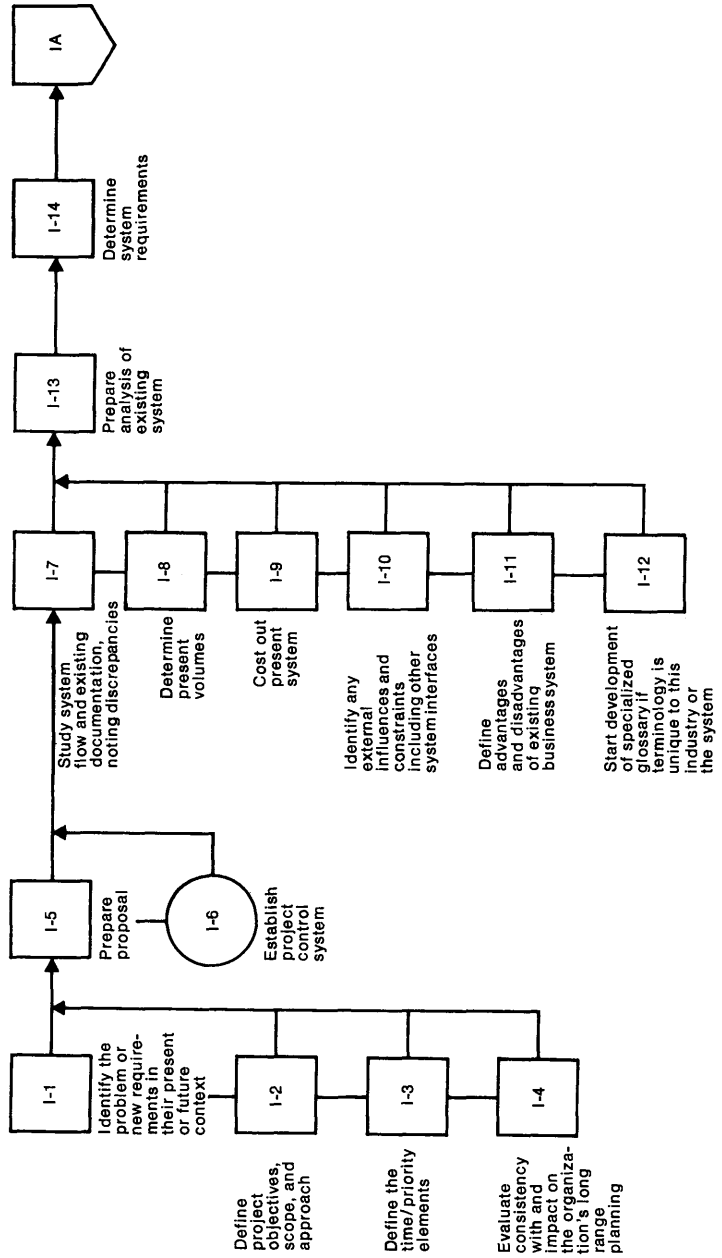 I-1
Identify the
problem or
new require-
ments in
their present
or future
context
Define
project
objectives,
scope, and
approach
I-2
Define the
time/priority
elements
I-3
Evaluate
consistency
with and
impact on
the organiza-
tion's long
range
planning
I-4
I-5
Prepare
proposal
I-6
Establish
project
control
system
I-7
Study system
flow and existing
documentation,
noting discrepancies
I-8
Determine
present
volumes
I-9
Cost out
present
system
I-10
Identify any
external
influences and
constraints
including other
system interfaces
I-11
Define
advantages
and disadvantages
of existing
business system
I-12
Start development
of specialized
glossary if
terminology is
unique to this
industry or
the system
I-13
Prepare
analysis of
existing
system
I-14
Determine
system
requirements
IA